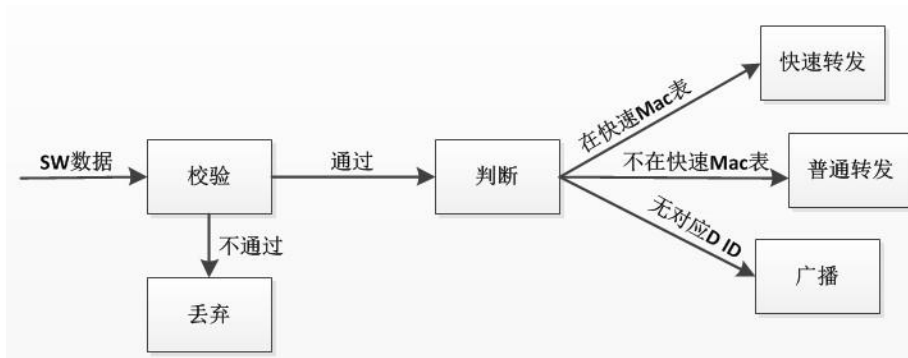 快速转发
在快速Mac表
SW数据
校验
通过
判断
不在快速Mac表
普通转发
不通过
无对应D ID
广播
丢弃